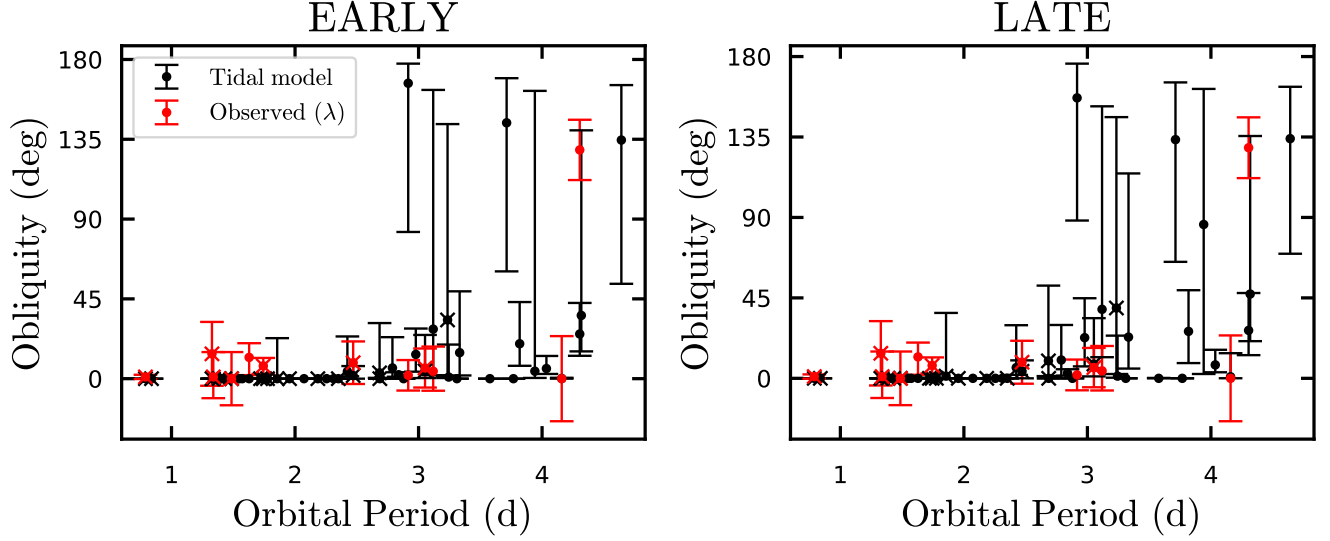 EARLY
180
135
90
45
0
Obliquity (deg)
Tidal model
Observed (λ)
1 2 3 4
Orbital Period (d)
LATE
180
135
90
45
0
Obliquity (deg)
1 2 3 4
Orbital Period (d)